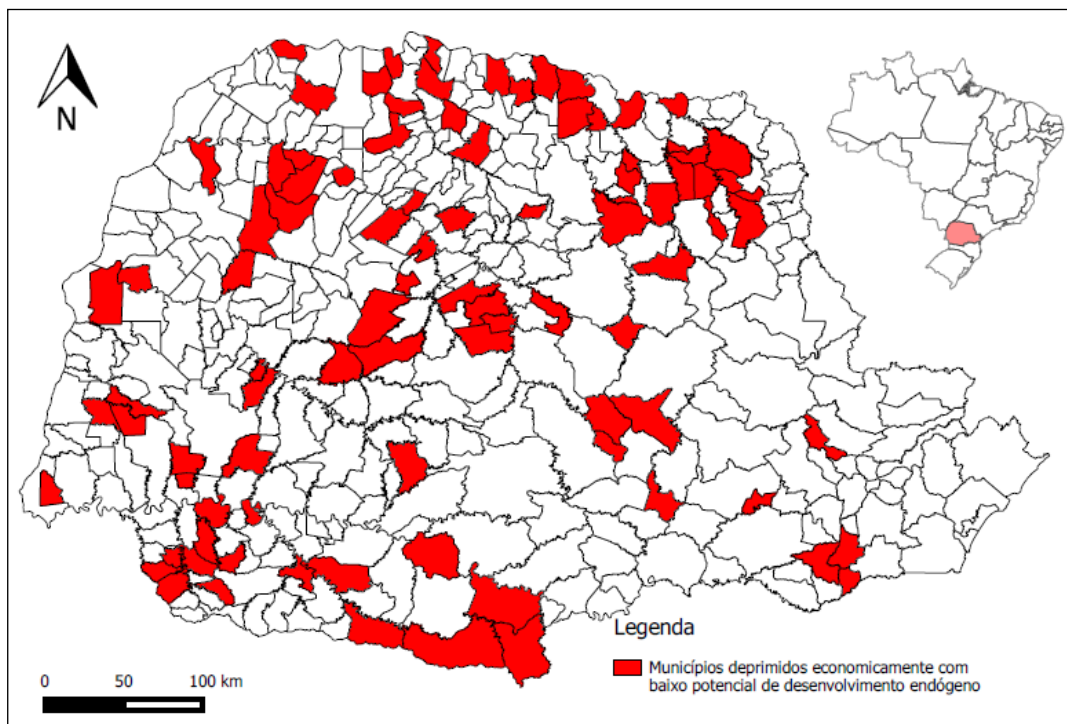 N
Legenda
Municípios deprimidos economicamente com
baixo potencial de desenvolvimento endógeno
0 50 100 km